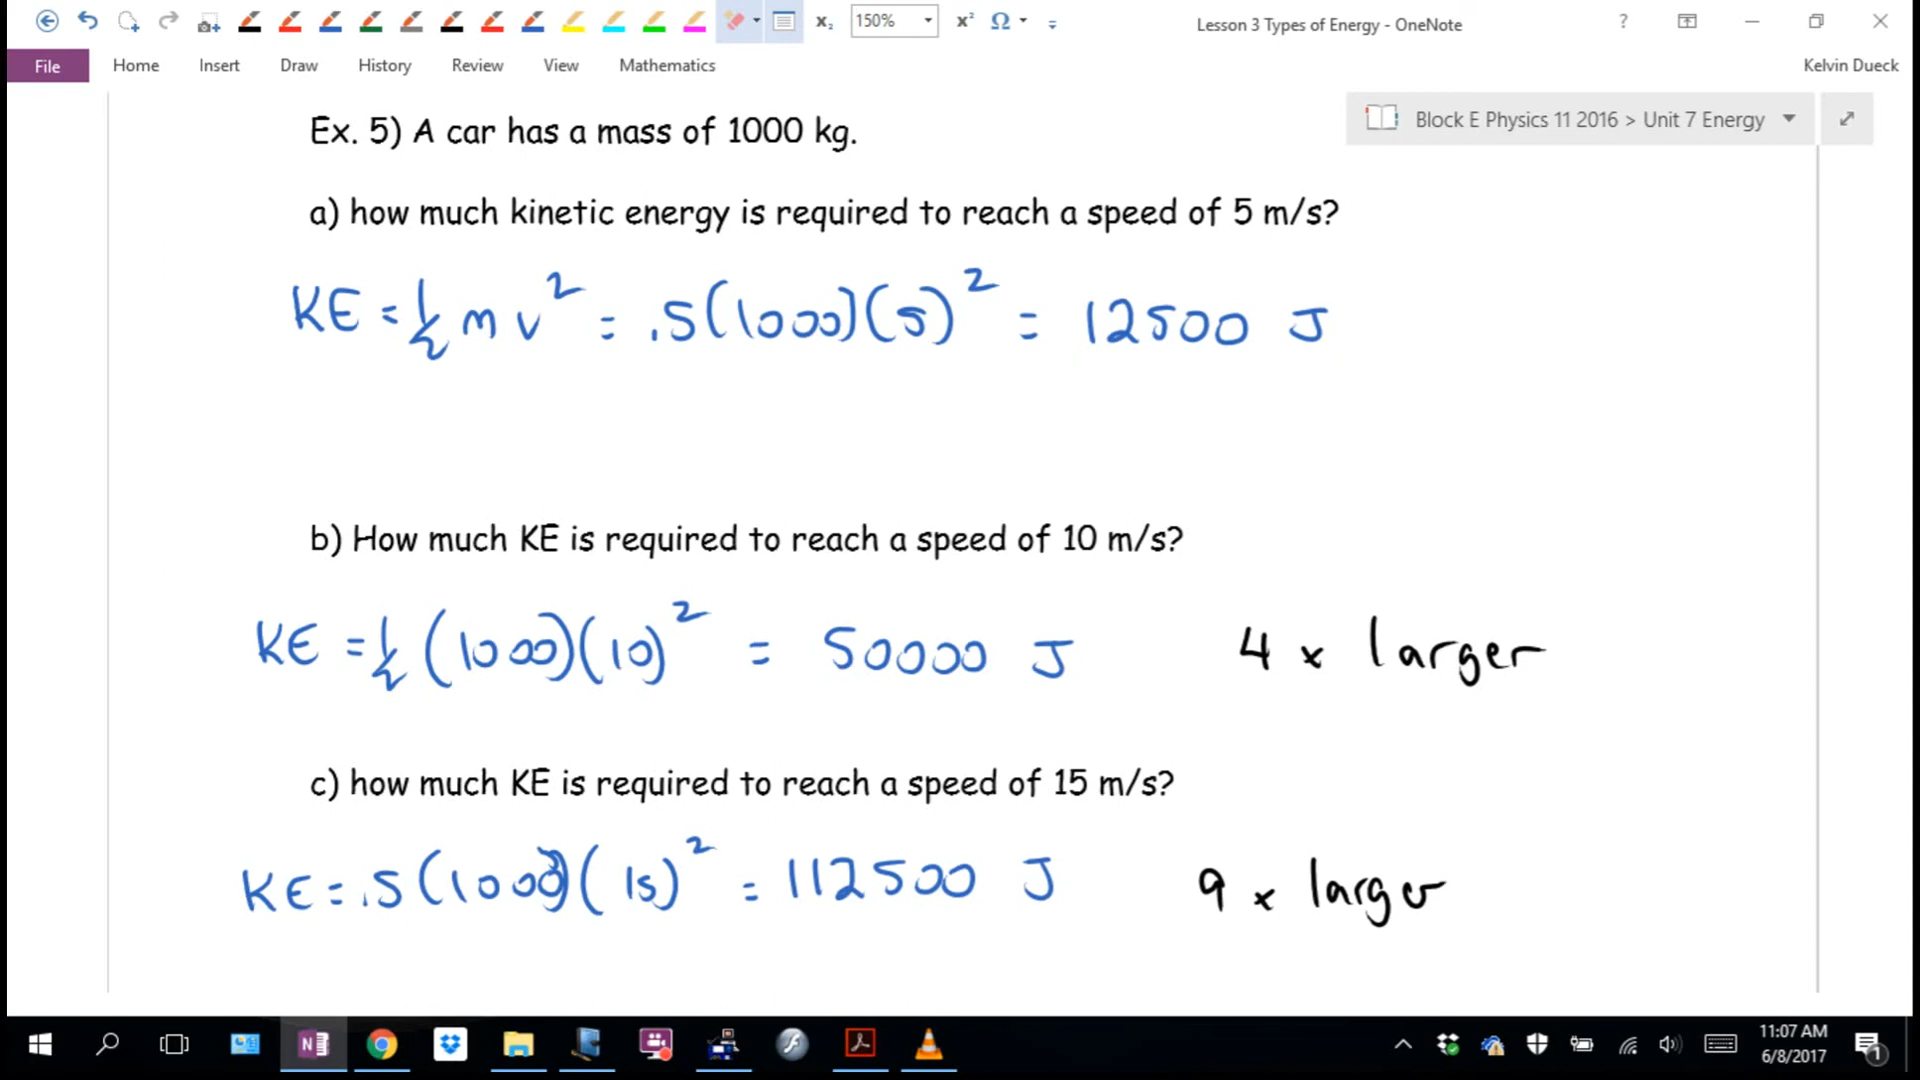 x₂ 150% x² Ω Lesson 3 Types of Energy - OneNote ?
File Home Insert Draw History Review View Mathematics Kelvin Dueck
Block E Physics 11 2016 > Unit 7 Energy
Ex. 5) A car has a mass of 1000 kg.
a) how much kinetic energy is required to reach a speed of 5 m/s?
KE = ½ m v² = .5(1000)(5)² = 12500 J
b) How much KE is required to reach a speed of 10 m/s?
KE = ½ (1000)(10)² = 50000 J 4 x larger
c) how much KE is required to reach a speed of 15 m/s?
KE = .5(1000)(15)² = 112500 J 9 x larger
11:07 AM
6/8/2017
1